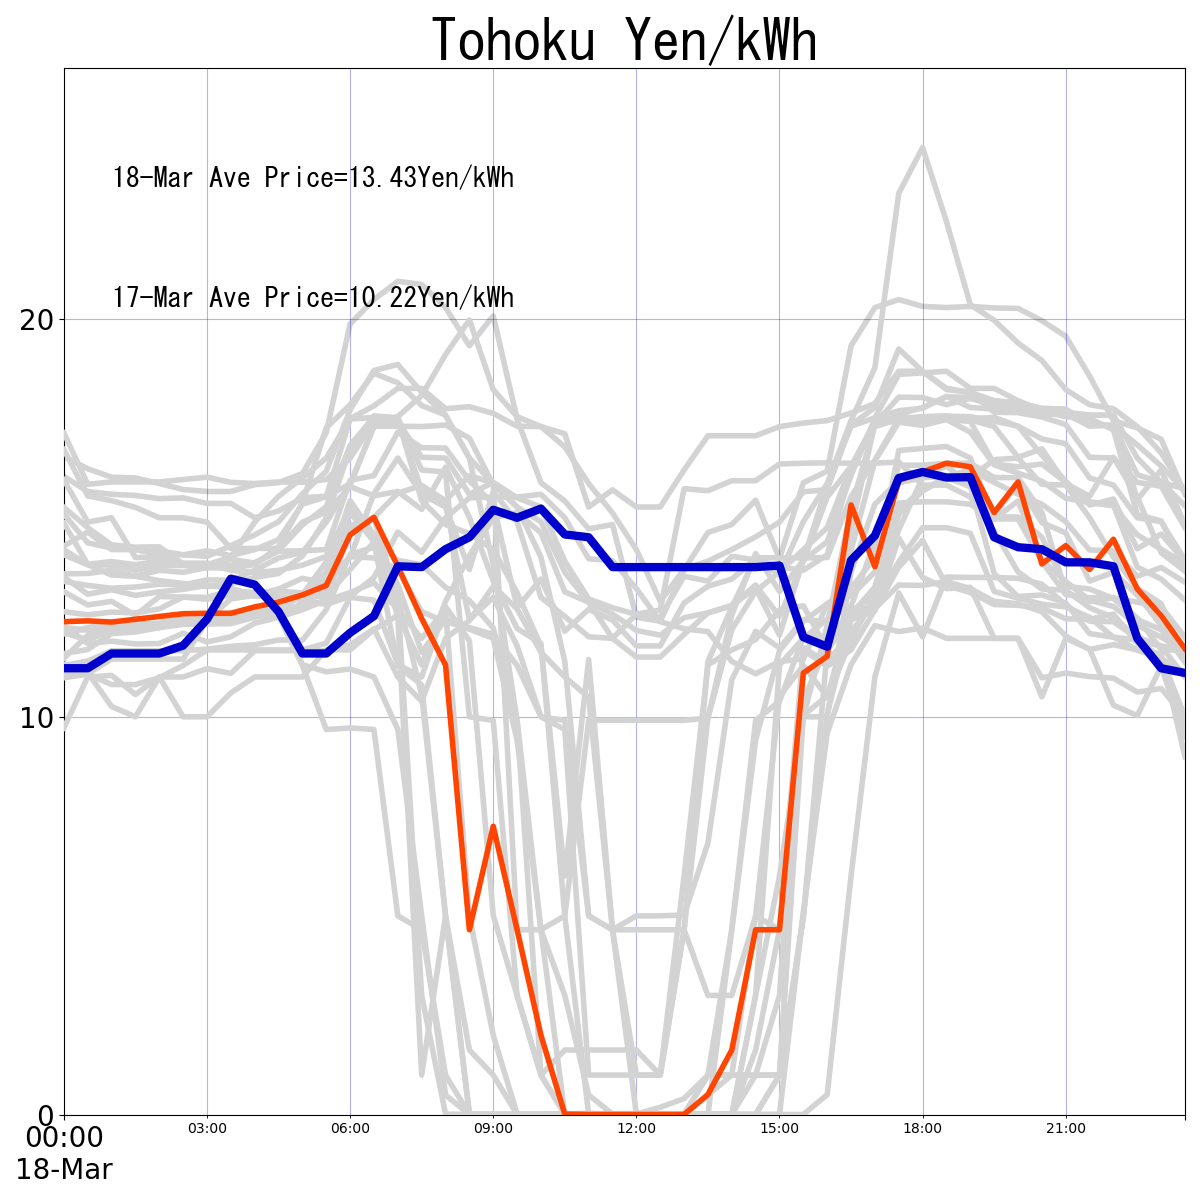 Tohoku Yen/kWh
18-Mar Ave Price=13.43Yen/kWh
17-Mar Ave Price=10.22Yen/kWh
20
10
0
00:00 03:00 06:00 09:00 12:00 15:00 18:00 21:00
18-Mar